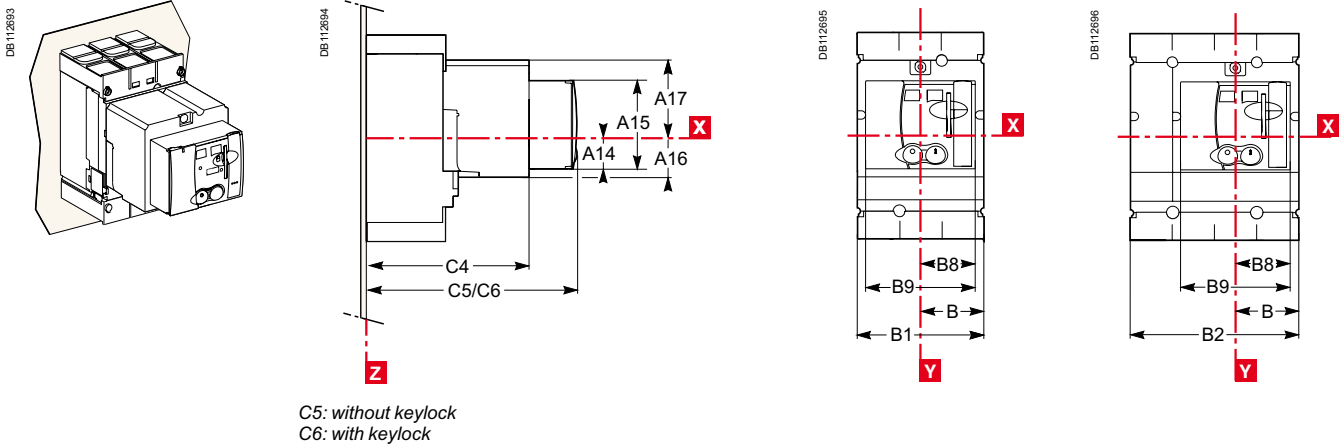 DB112693
DB112694
A17
A15
X
A14
A16
C4
C5/C6
Z
C5: without keylock
C6: with keylock
DB112695
X
B8
B9
B
B1
Y
DB112696
X
B8
B9
B
B2
Y